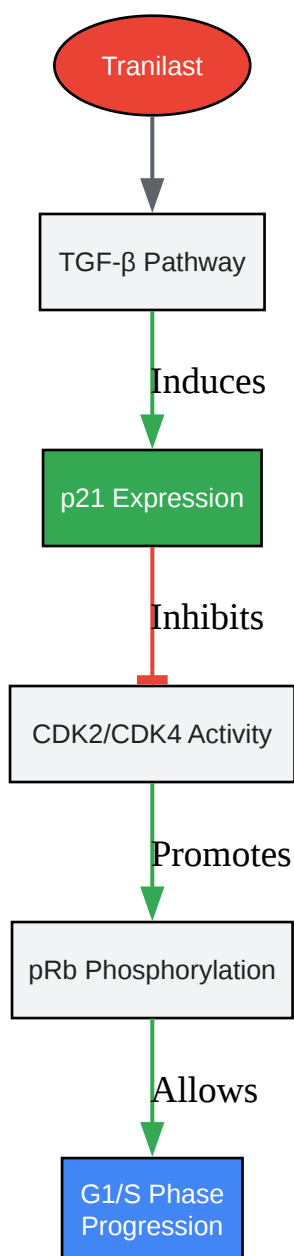 Tranilast
TGF-β Pathway
Induces
p21 Expression
Inhibits
CDK2/CDK4 Activity
Promotes
pRb Phosphorylation
Allows
G1/S Phase
Progression